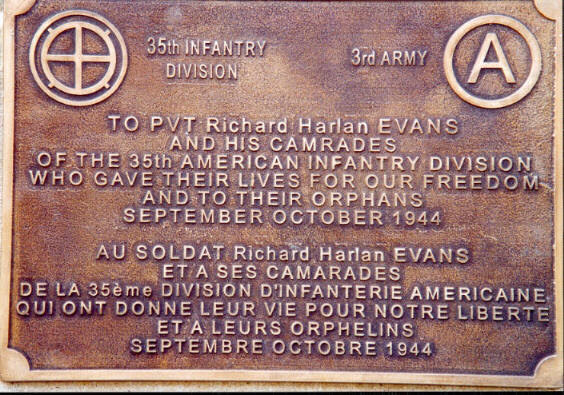 35th INFANTRY
DIVISION
3rd ARMY
A
TO PVT Richard Harlan EVANS
AND HIS CAMRADES
OF THE 35th AMERICAN INFANTRY DIVISION
WHO GAVE THEIR LIVES FOR OUR FREEDOM
AND TO THEIR ORPHANS
SEPTEMBER OCTOBER 1944
AU SOLDAT Richard Harlan EVANS
ET A SES CAMARADES
DE LA 35ème DIVISION D'INFANTERIE AMERICAINE
QUI ONT DONNE LEUR VIE POUR NOTRE LIBERTE
ET A LEURS ORPHELINS
SEPTEMBRE OCTOBRE 1944